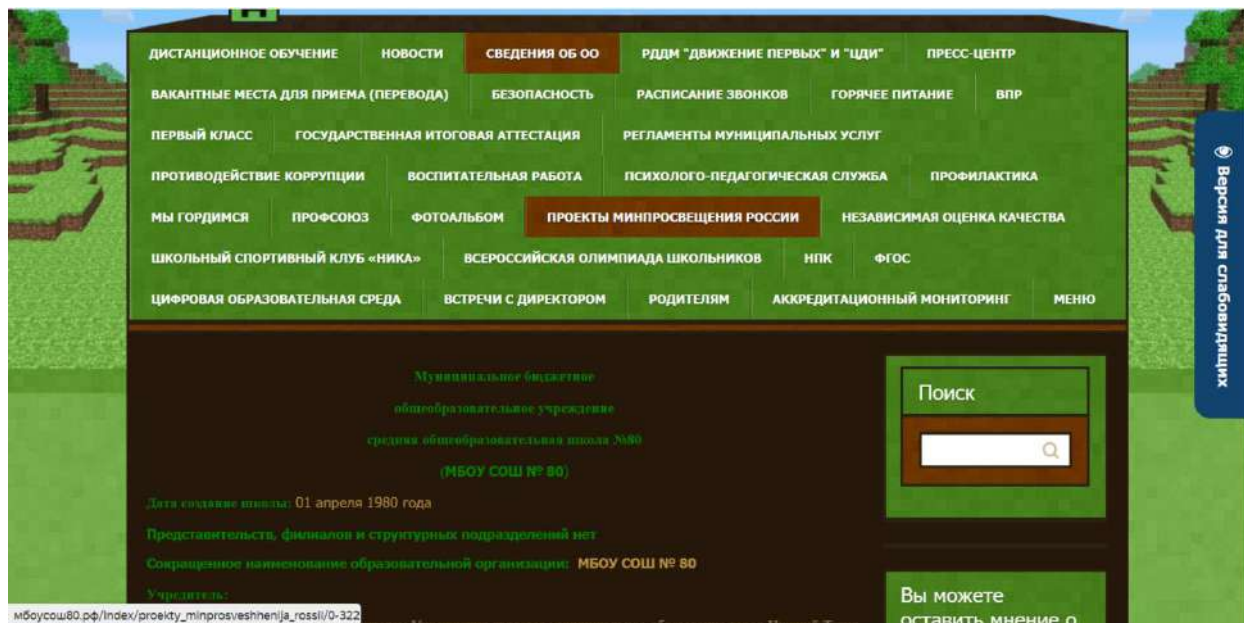 ДИСТАНЦИОННОЕ ОБУЧЕНИЕ НОВОСТИ СВЕДЕНИЯ ОБ ОО РДДМ "ДВИЖЕНИЕ ПЕРВЫХ" И "ЦДИ" ПРЕСС-ЦЕНТР
ВАКАНТНЫЕ МЕСТА ДЛЯ ПРИЕМА (ПЕРЕВОДА) БЕЗОПАСНОСТЬ РАСПИСАНИЕ ЗВОНКОВ ГОРЯЧЕЕ ПИТАНИЕ ВПР
ПЕРВЫЙ КЛАСС ГОСУДАРСТВЕННАЯ ИТОГОВАЯ АТТЕСТАЦИЯ РЕГЛАМЕНТЫ МУНИЦИПАЛЬНЫХ УСЛУГ
ПРОТИВОДЕЙСТВИЕ КОРРУПЦИИ ВОСПИТАТЕЛЬНАЯ РАБОТА ПСИХОЛОГО-ПЕДАГОГИЧЕСКАЯ СЛУЖБА ПРОФИЛАКТИКА
МЫ ГОРДИМСЯ ПРОФСОЮЗ ФОТОАЛЬБОМ ПРОЕКТЫ МИНПРОСВЕЩЕНИЯ РОССИИ НЕЗАВИСИМАЯ ОЦЕНКА КАЧЕСТВА
ШКОЛЬНЫЙ СПОРТИВНЫЙ КЛУБ «НИКА» ВСЕРОССИЙСКАЯ ОЛИМПИАДА ШКОЛЬНИКОВ НПК ФГОС
ЦИФРОВАЯ ОБРАЗОВАТЕЛЬНАЯ СРЕДА ВСТРЕЧИ С ДИРЕКТОРОМ РОДИТЕЛЯМ АККРЕДИТАЦИОННЫЙ МОНИТОРИНГ МЕНЮ
Версия для слабовидящих
Муниципальное бюджетное
общеобразовательное учреждение
средняя общеобразовательная школа №80
(МБОУ СОШ № 80)
Дата создание школы: 01 апреля 1980 года
Представительств, филиалов и структурных подразделений нет
Сокращенное наименование образовательной организации: МБОУ СОШ № 80
Учредитель:
Поиск
Вы можете
оставить мнение о
мбоусош80.рф/index/proekty_minprosveshhenija_rossii/0-322